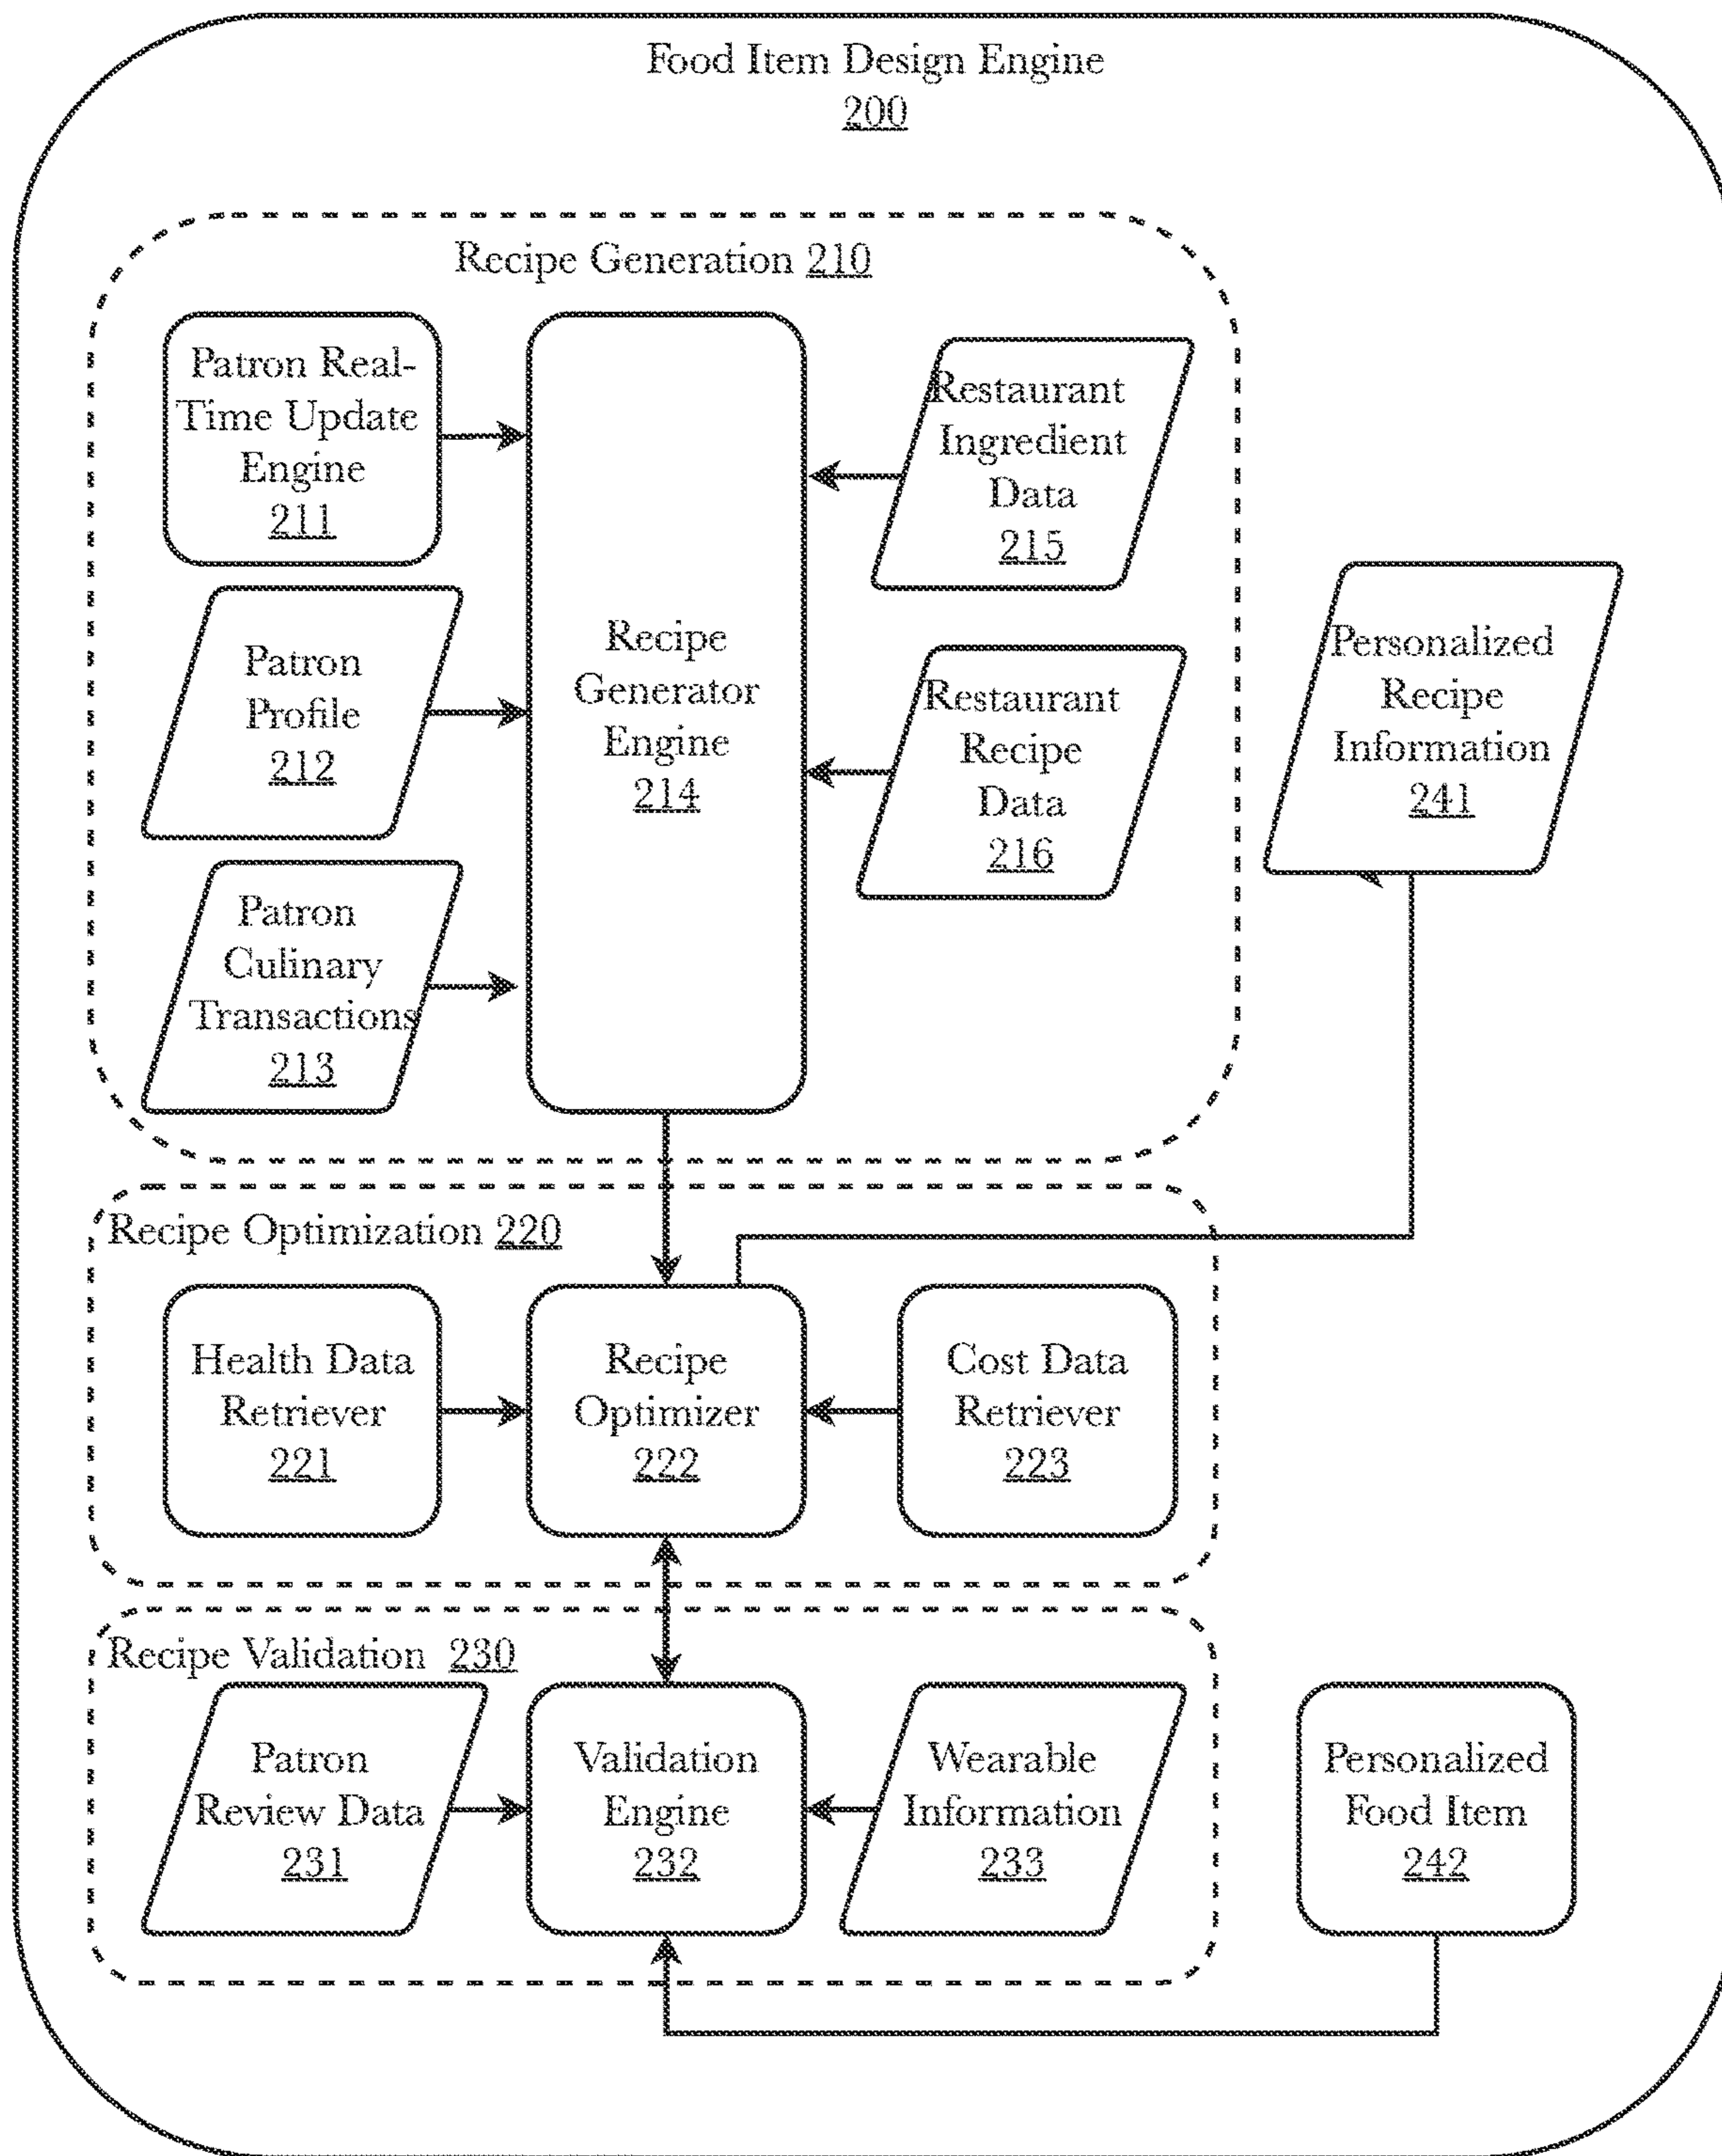 Food Item Design Engine
200
Recipe Generation 210
Patron Real-
Time Update
Engine
211
Patron
Profile
212
Patron
Culinary
Transactions
213
Recipe
Generator
Engine
214
Restaurant
Ingredient
Data
215
Restaurant
Recipe
Data
216
Personalized
Recipe
Information
241
Recipe Optimization 220
Health Data
Retriever
221
Recipe
Optimizer
222
Cost Data
Retriever
223
Recipe Validation 230
Patron
Review Data
231
Validation
Engine
232
Wearable
Information
233
Personalized
Food Item
242